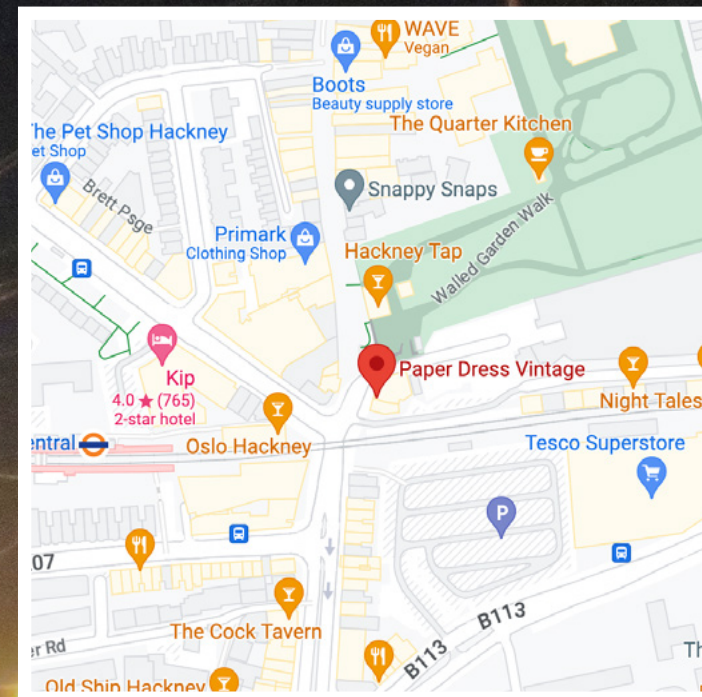 WAVE
Vegan
Boots
Beauty supply store
The Quarter Kitchen
The Pet Shop Hackney
et Shop
Snappy Snaps
Brett Psge
Primark
Clothing Shop
Walled Garden Walk
Hackney Tap
Kip
4.0 ★ (765)
2-star hotel
Paper Dress Vintage
Night Tales
entral
Oslo Hackney
Tesco Superstore
P
07
The Cock Tavern
B113
B113
er Rd
Th
Old Ship Hackney